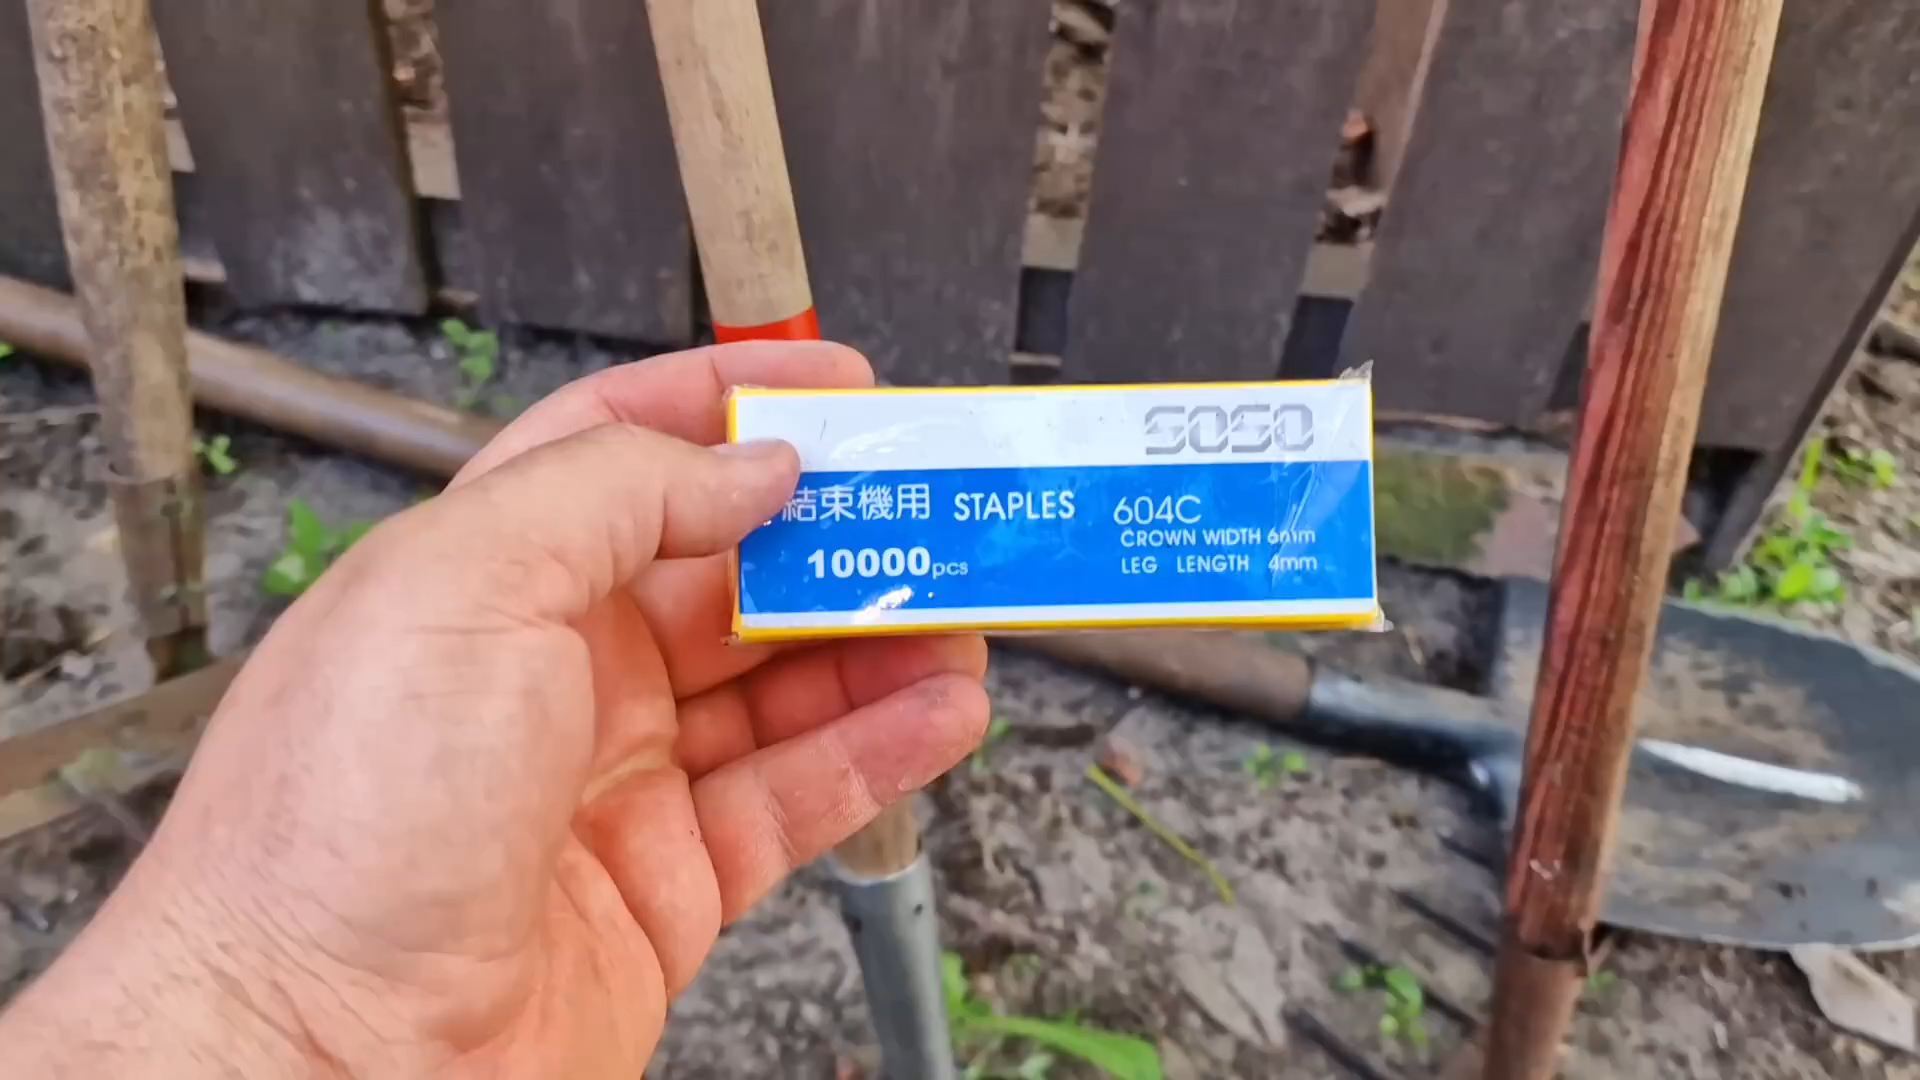 SOSO
結束機用 STAPLES 604C
CROWN WIDTH 6mm
10000pcs
LEG LENGTH 4mm